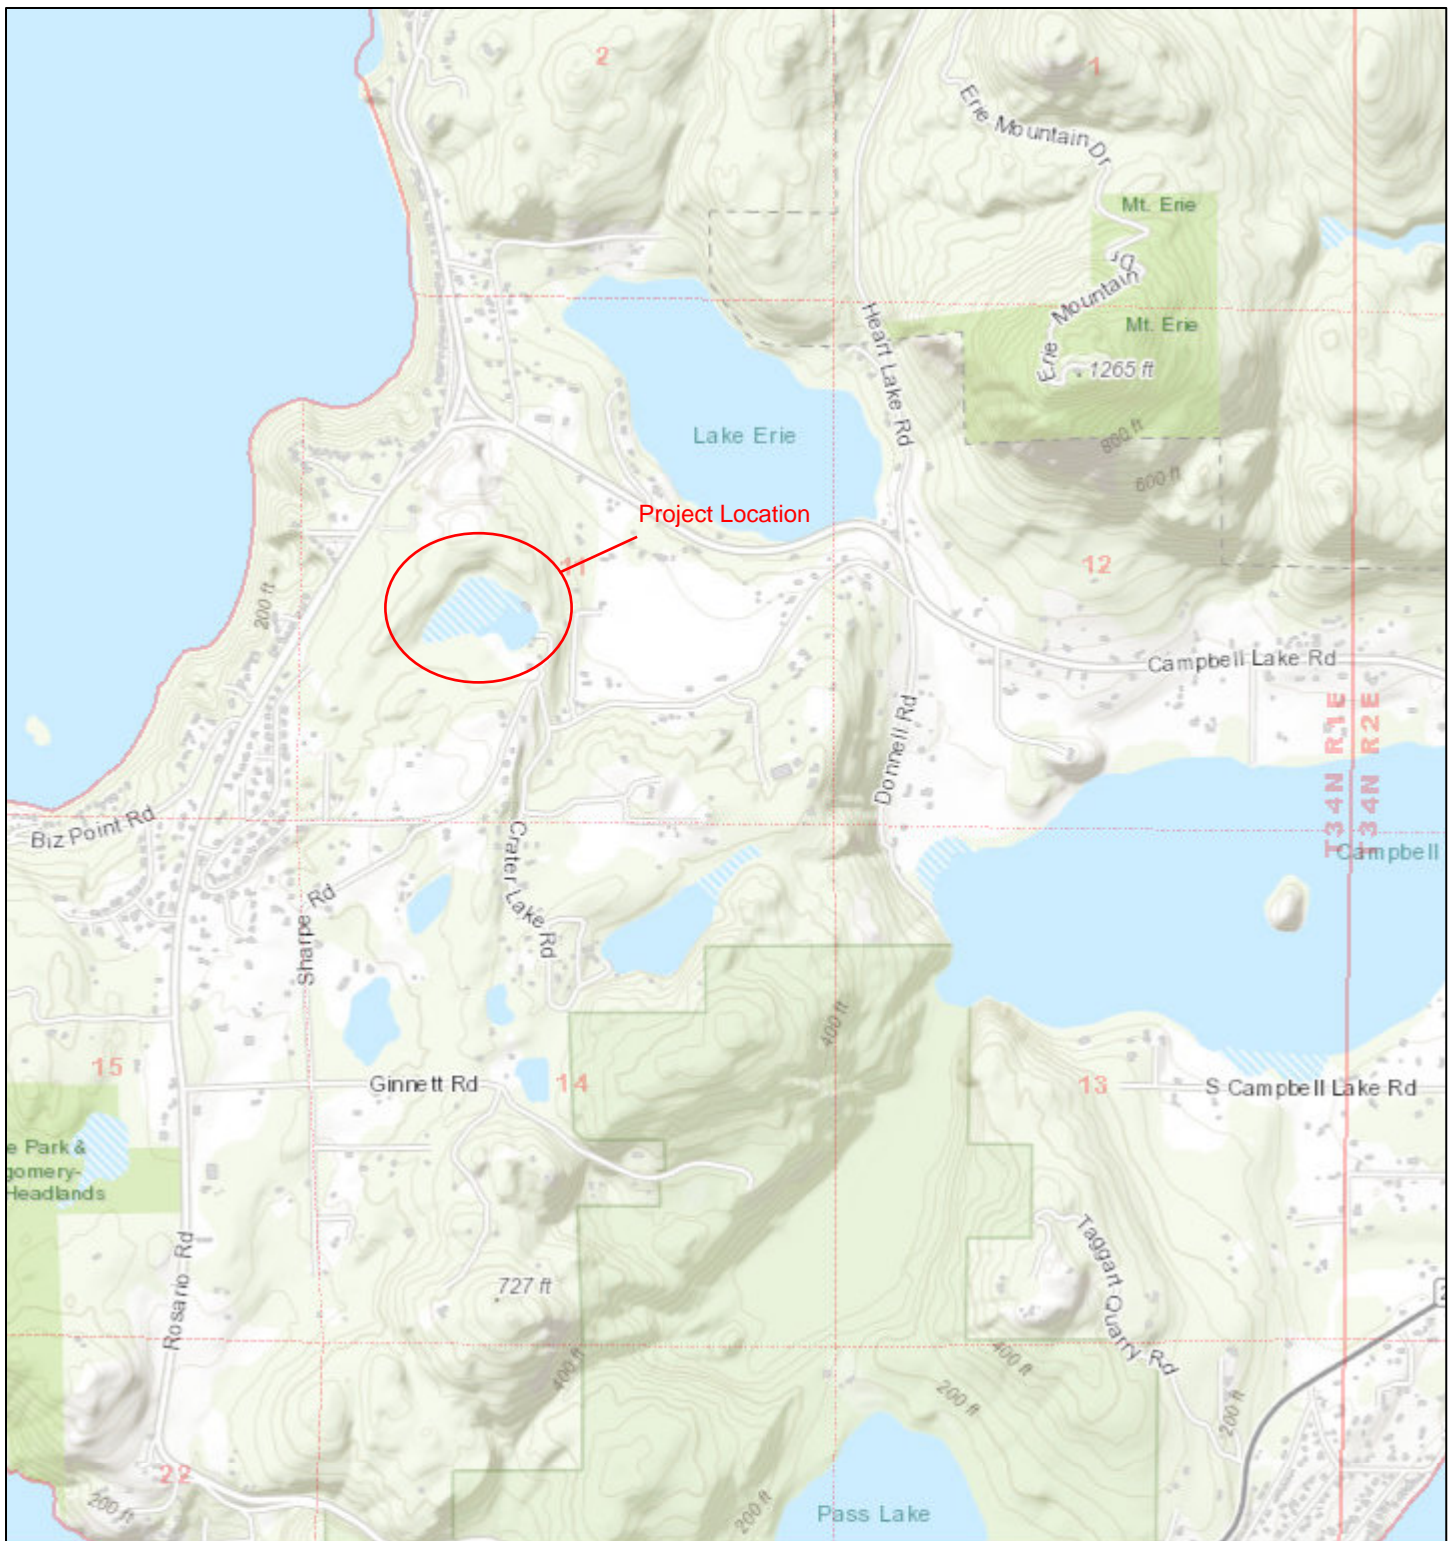 2
1
Erie Mountain Dr
Mt. Erie
Erie Mountain Dr
Mt. Erie
1265 ft
Heart Lake Rd
Lake Erie
800 ft
600 ft
Project Location
11
12
200 ft
Campbell Lake Rd
Donnell Rd
T34N R1E
T34N R2E
Campbell
Biz Point Rd
Crater Lake Rd
Sharpe Rd
400 ft
15
Ginnett Rd
14
13
S Campbell Lake Rd
e Park &
gomery-
Headlands
Taggart Quarry Rd
Rosario Rd
727 ft
2
400 ft
400 ft
200 ft
200 ft
22
200 ft
200 ft
Pass Lake